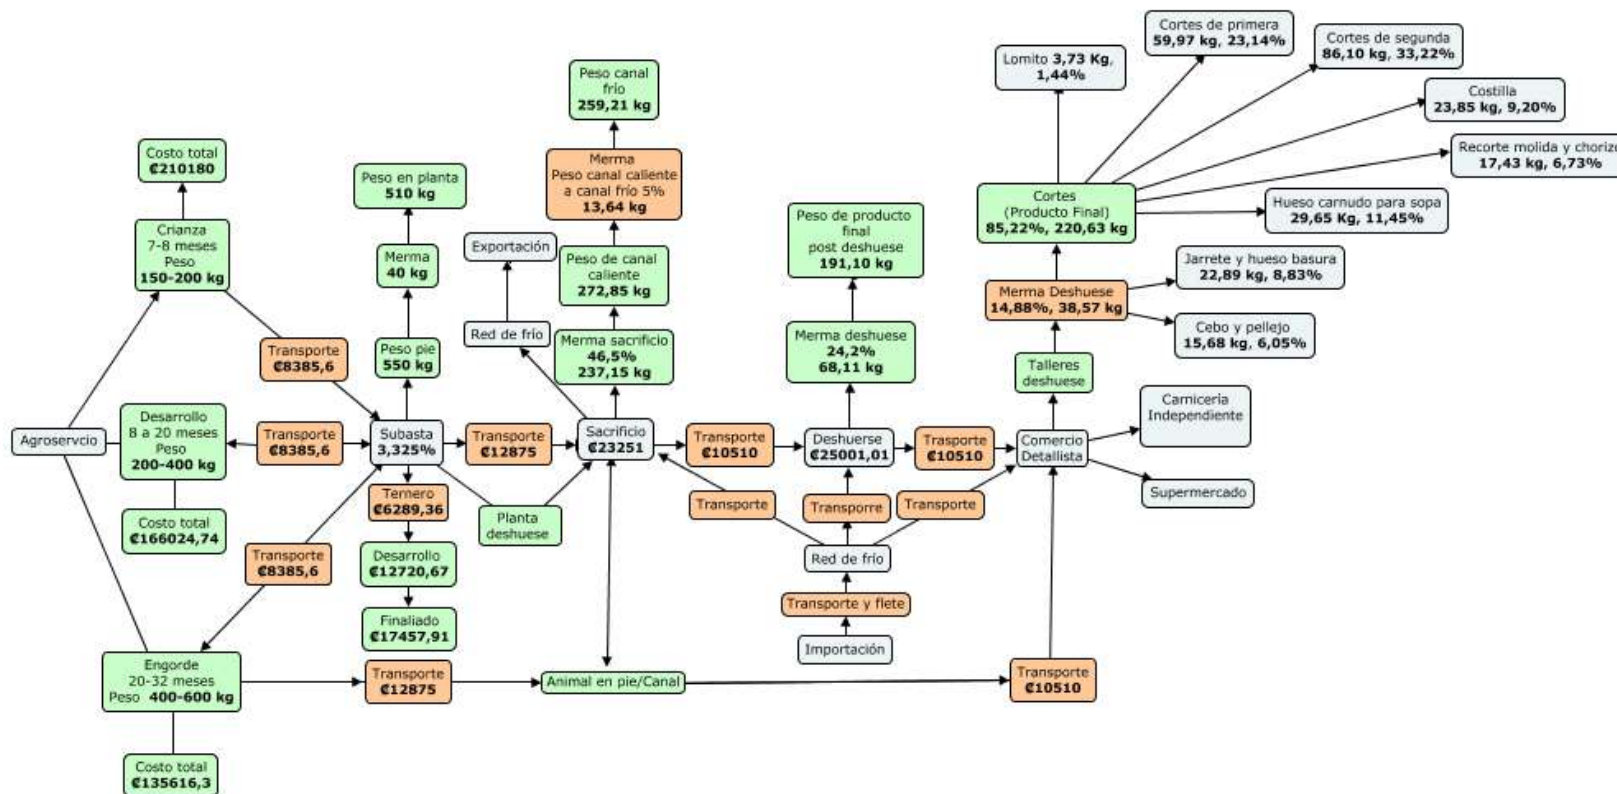 Agroservcio
Costo total
₡210180
Crianza
7-8 meses
Peso
150-200 kg
Transporte
₡8385,6
Desarrollo
8 a 20 meses
Peso
200-400 kg
Costo total
₡166024,74
Transporte
₡8385,6
Transporte
₡8385,6
Engorde
20-32 meses
Peso 400-600 kg
Costo total
₡135616,3
Peso en planta
510 kg
Merma
40 kg
Peso pie
550 kg
Subasta
3,325%
Ternero
₡6289,36
Desarrollo
₡12720,67
Finaliado
₡17457,91
Transporte
₡12875
Transporte
₡12875
Planta
deshuese
Exportación
Red de frío
Peso canal
frío
259,21 kg
Merma
Peso canal caliente
a canal frío 5%
13,64 kg
Peso de canal
caliente
272,85 kg
Merma sacrificio
46,5%
237,15 kg
Sacrificio
₡23251
Animal en pie/Canal
Transporte
₡10510
Transporte
Peso de producto
final
post deshuese
191,10 kg
Merma deshuese
24,2%
68,11 kg
Deshuerse
₡25001,01
Transporre
Red de frío
Transporte y flete
Importación
Trasporte
₡10510
Transporte
Transporte
₡10510
Comercio
Detallista
Carnicería
Independiente
Supermercado
Talleres
deshuese
Merma Deshuese
14,88%, 38,57 kg
Jarrete y hueso basura
22,89 kg, 8,83%
Cebo y pellejo
15,68 kg, 6,05%
Cortes
(Producto Final)
85,22%, 220,63 kg
Lomito 3,73 Kg,
1,44%
Cortes de primera
59,97 kg, 23,14%
Cortes de segunda
86,10 kg, 33,22%
Costilla
23,85 kg, 9,20%
Recorte molida y chorizo
17,43 kg, 6,73%
Hueso carnudo para sopa
29,65 Kg, 11,45%